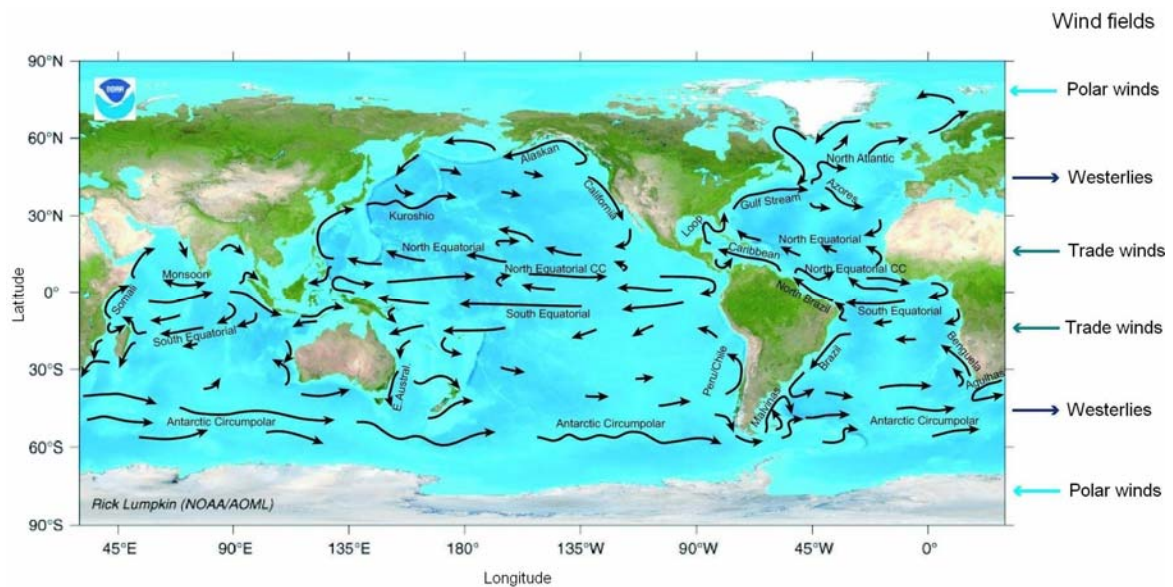 Wind fields
90°N
60°N
30°N
0°
30°S
60°S
90°S
Latitude
45°E
90°E
135°E
180°
135°W
90°W
45°W
0°
Longitude
Polar winds
Westerlies
Trade winds
Trade winds
Westerlies
Polar winds
NOAA
Alaskan
California
Kuroshio
North Equatorial
North Equatorial CC
South Equatorial
Monsoon
Somali
South Equatorial
E.Austral.
Antarctic Circumpolar
Antarctic Circumpolar
Peru/Chile
Loop
Gulf Stream
North Atlantic
Azores
Caribbean
North Equatorial
North Equatorial CC
North Brazil
South Equatorial
Brazil
Malvinas
Benguela
Agulhas
Antarctic Circumpolar
Rick Lumpkin (NOAA/AOML)